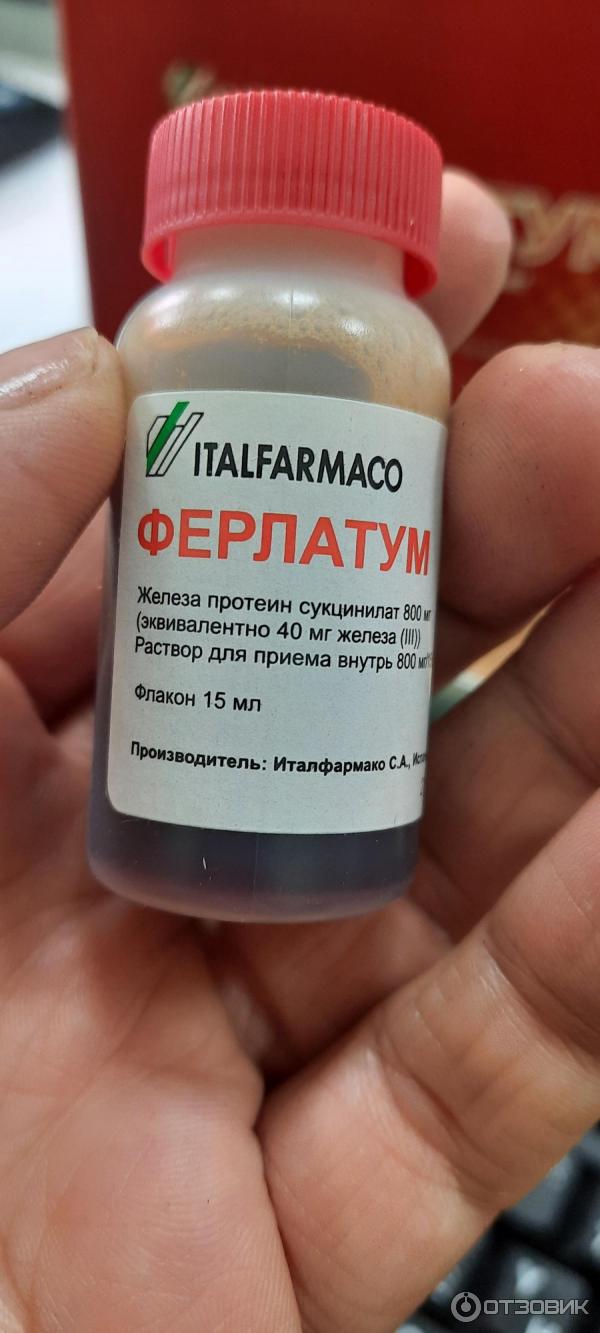 ITALFARMACO
ФЕРЛАТУМ
Железа протеин сукцинилат 800 мг
(эквивалентно 40 мг железа (III))
Раствор для приема внутрь 800 мг/
Флакон 15 мл
Производитель: Италфармако С.А.,
ОТЗОВИК